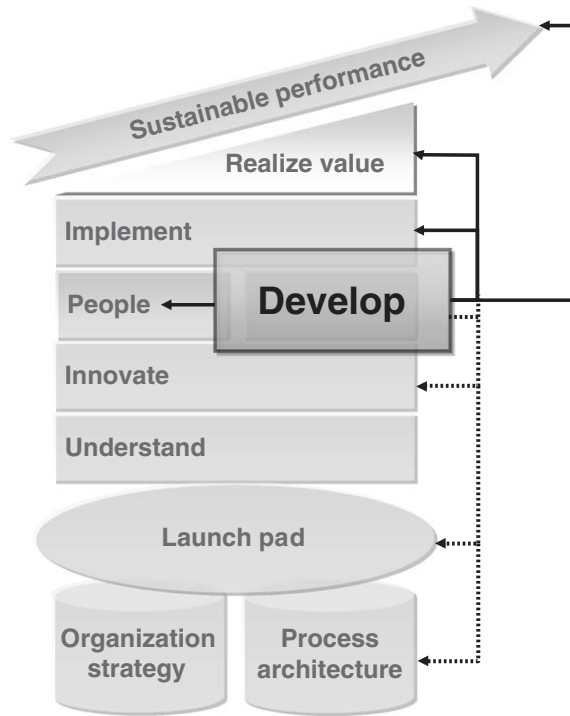 Sustainable performance
Realize value
Implement
People
Develop
Innovate
Understand
Launch pad
Organization
strategy
Process
architecture